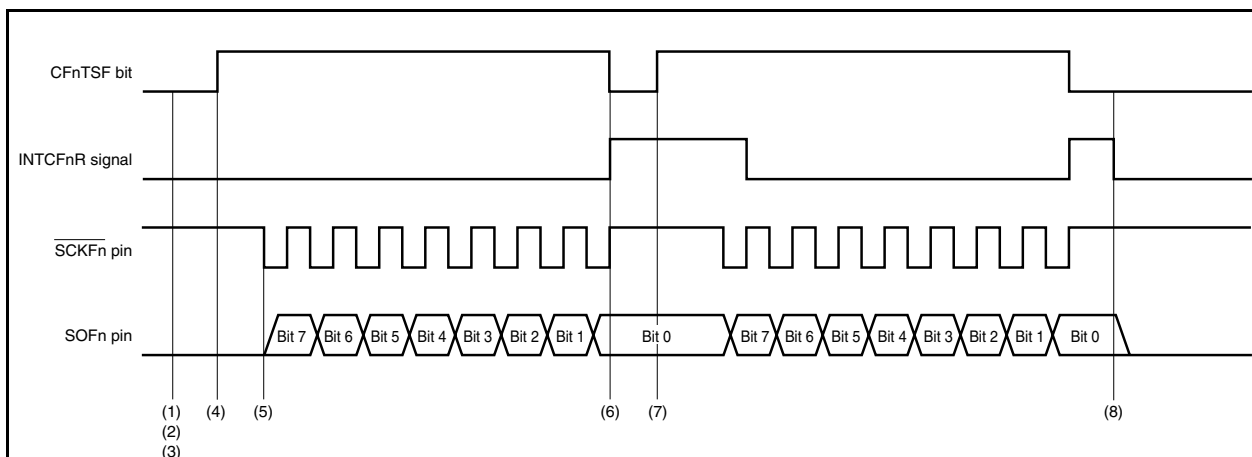 CFnTSF bit
INTCFnR signal
SCKFn pin
SOFn pin
Bit 7 Bit 6 Bit 5 Bit 4 Bit 3 Bit 2 Bit 1 Bit 0 Bit 7 Bit 6 Bit 5 Bit 4 Bit 3 Bit 2 Bit 1 Bit 0
(1) (4) (5) (6) (7) (8)
(2)
(3)